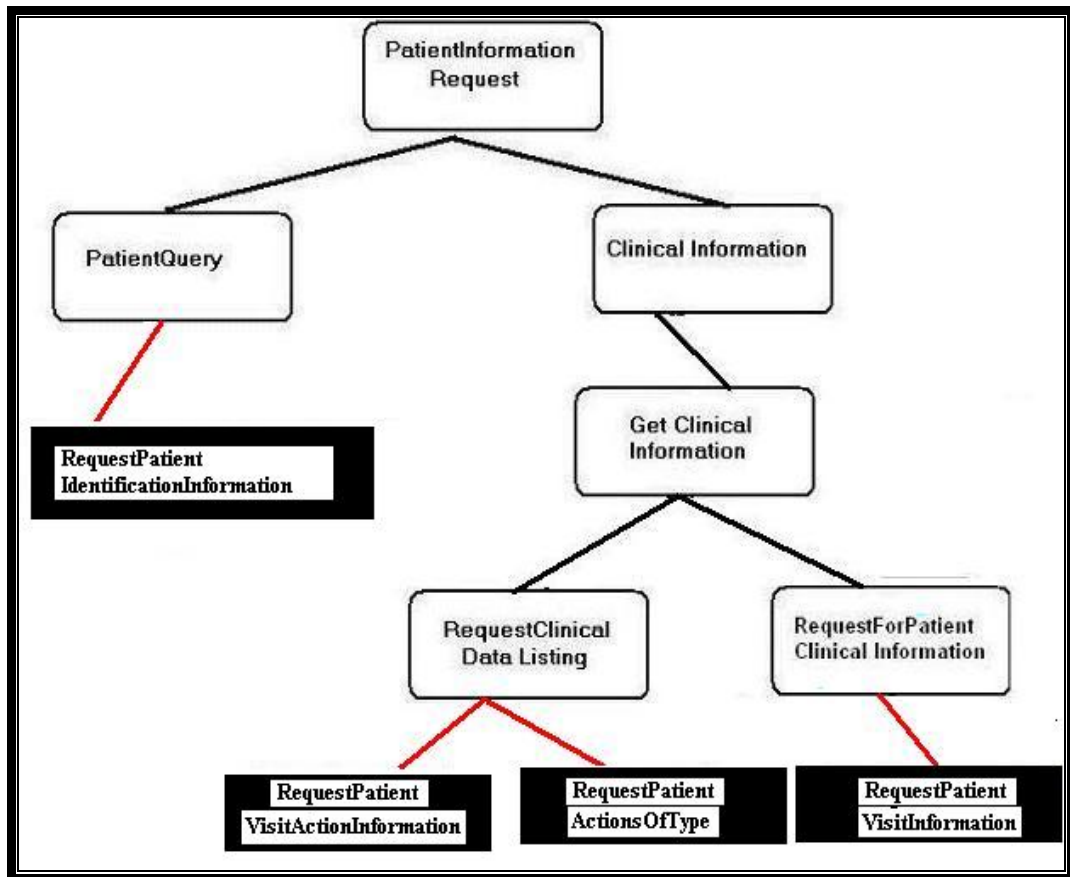 PatientInformation
Request
PatientQuery
Clinical Information
Get Clinical
Information
RequestPatient
IdentificationInformation
RequestClinical
Data Listing
RequestForPatient
Clinical Information
RequestPatient
VisitActionInformation
RequestPatient
ActionsOfType
RequestPatient
VisitInformation